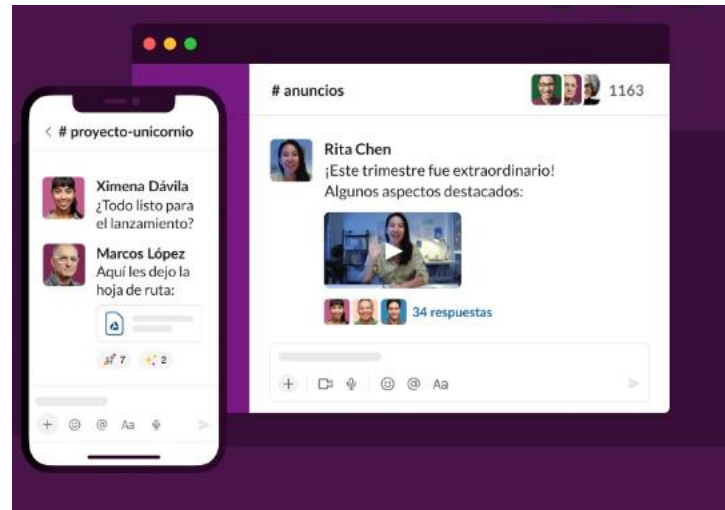 # anuncios
1163
Rita Chen
¡Este trimestre fue extraordinario!
Algunos aspectos destacados:
34 respuestas
@ Aa
< # proyecto-unicornio
Ximena Dávila
¿Todo listo para
el lanzamiento?
Marcos López
Aquí les dejo la
hoja de ruta:
7
2
@ Aa